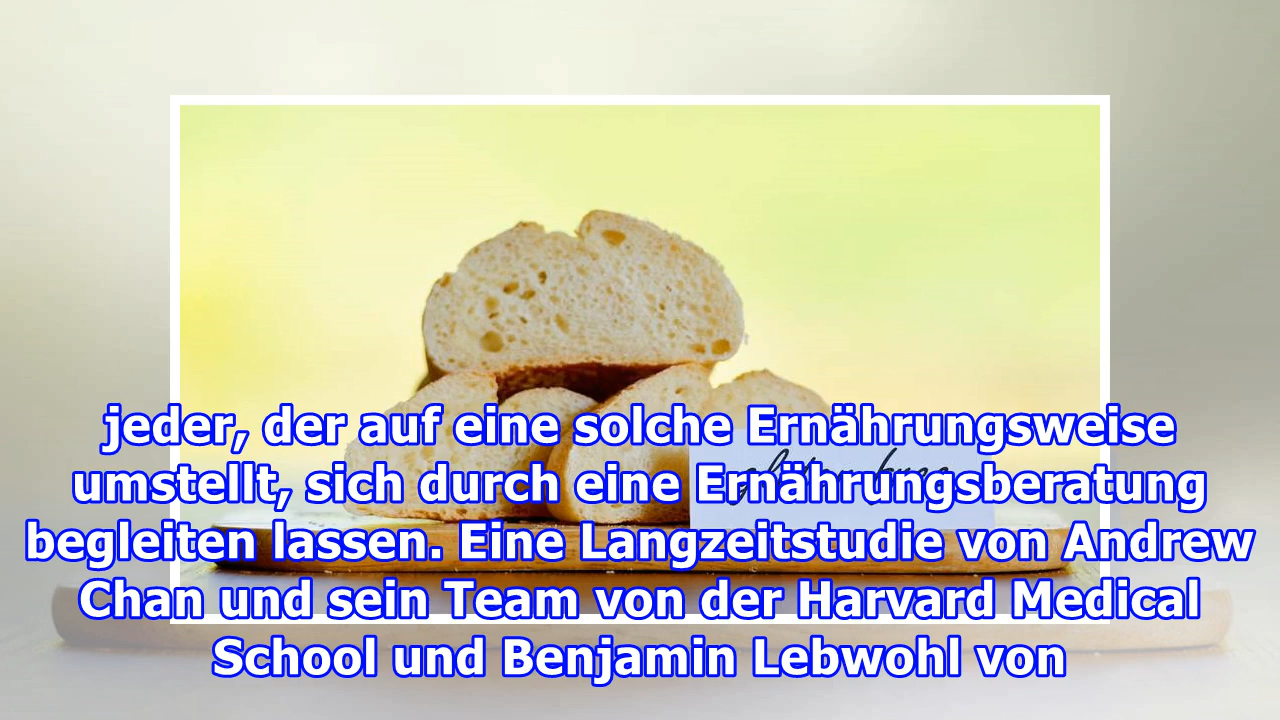 jeder, der auf eine solche Ernährungsweise
umstellt, sich durch eine Ernährungsberatung
begleiten lassen. Eine Langzeitstudie von Andrew
Chan und sein Team von der Harvard Medical
School und Benjamin Lebwohl von